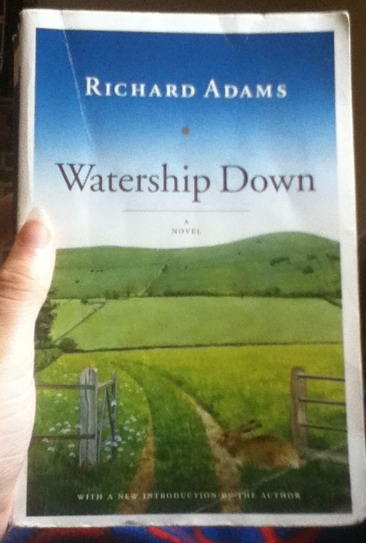 RICHARD ADAMS
Watership Down
A
NOVEL
WITH A NEW INTRODUCTION BY THE AUTHOR